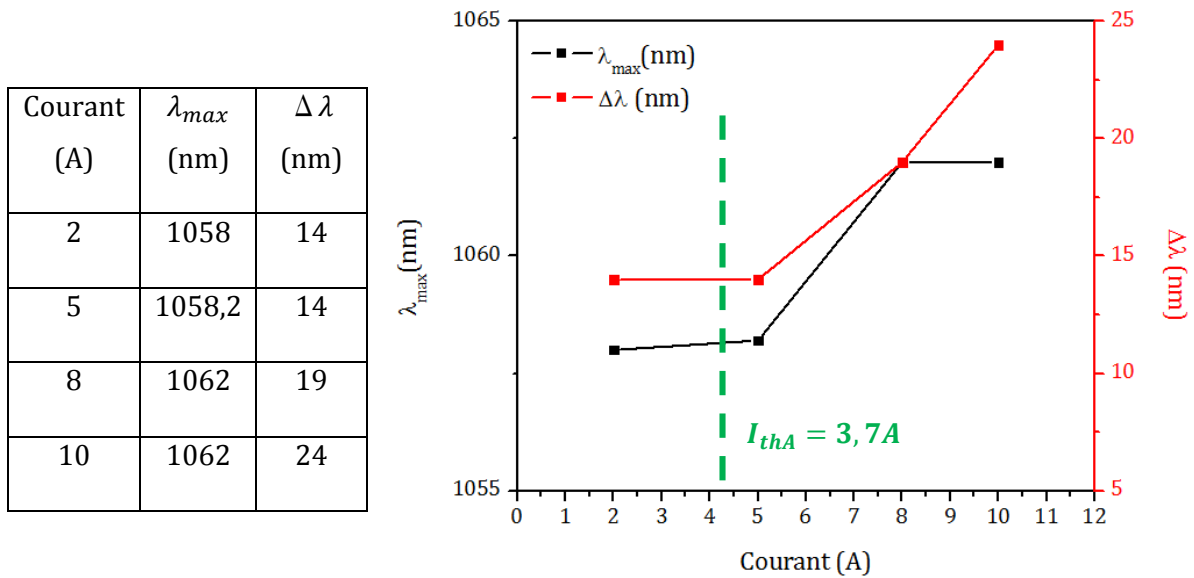 Courant (A) λmax (nm) Δ λ (nm)
2 1058 14
5 1058,2 14
8 1062 19
10 1062 24
λmax(nm)
Δλ (nm)
1065
1060
1055
λmax(nm)
25
20
15
10
5
Δλ (nm)
IthA = 3,7A
0 1 2 3 4 5 6 7 8 9 10 11 12
Courant (A)